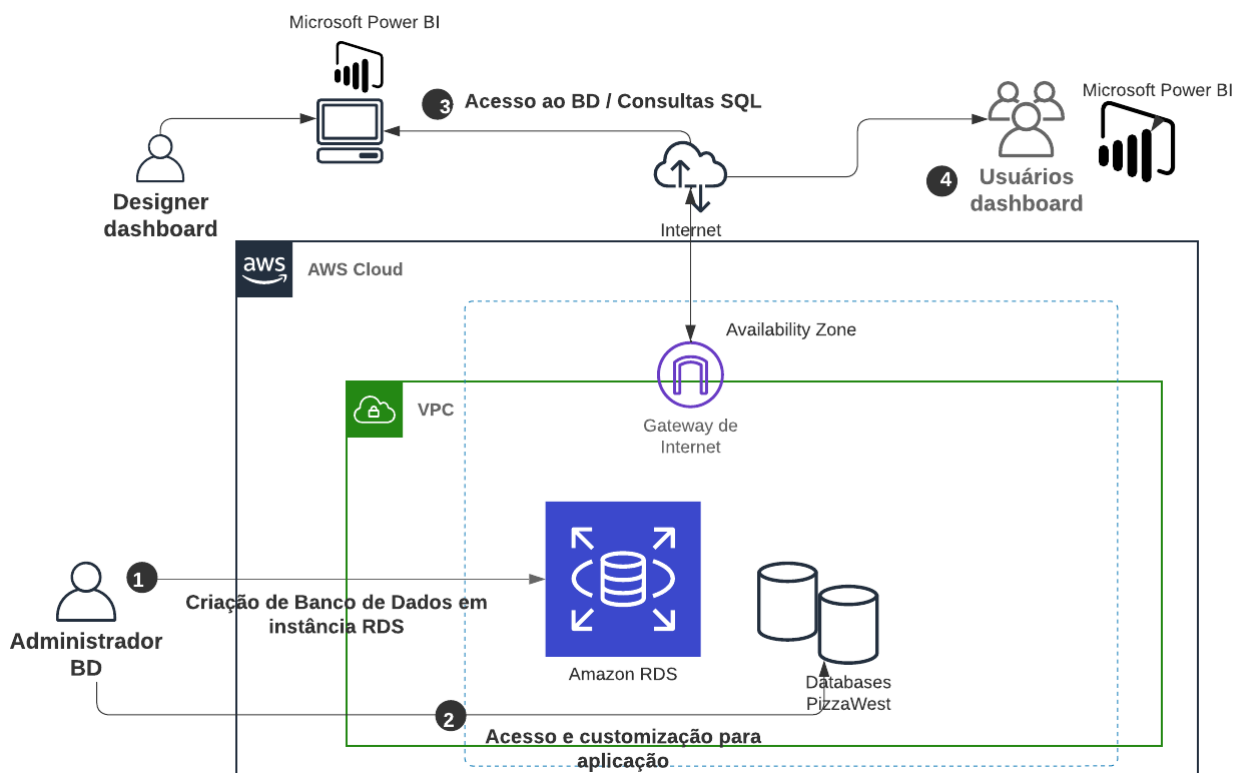 Microsoft Power BI
3
Acesso ao BD / Consultas SQL
Microsoft Power BI
Designer
dashboard
4
Usuários
dashboard
Internet
aws
AWS Cloud
Availability Zone
VPC
Gateway de
Internet
1
Criação de Banco de Dados em
instância RDS
Administrador
BD
Amazon RDS
Databases
PizzaWest
2
Acesso e customização para
aplicação